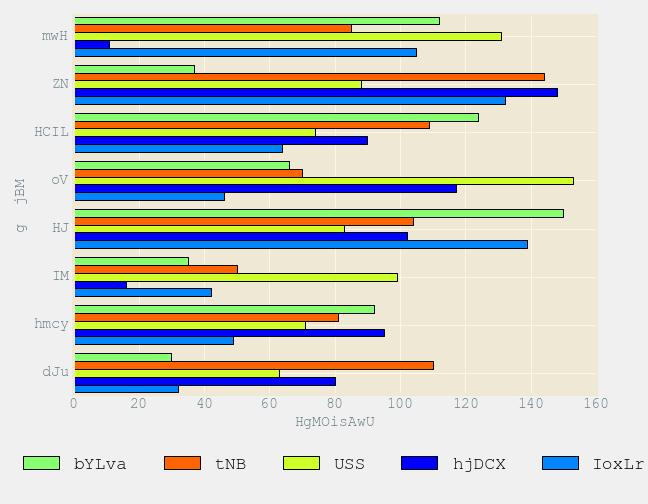 mwH
ZN
HCIL
oV
HJ
IM
hmcy
dJu
g jBM
0 20 40 60 80 100 120 140 160
HgMOisAwU
bYLva tNB USS hjDCX IoxLr